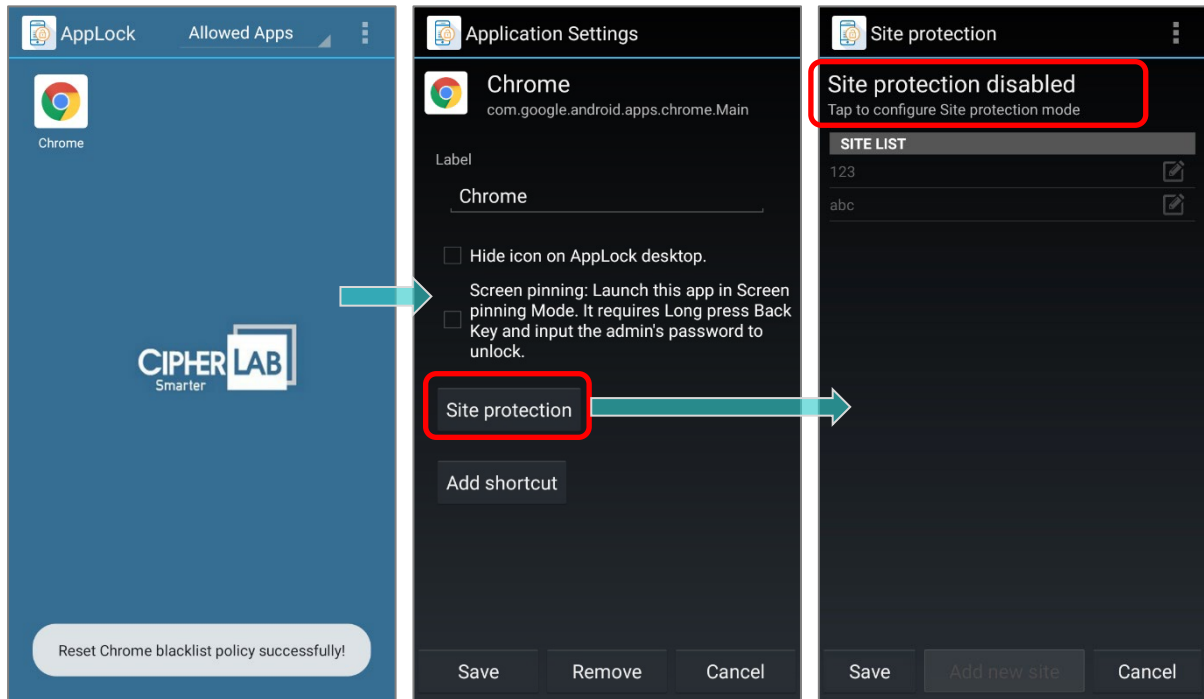 AppLock Allowed Apps
Chrome
CIPHERLAB
Smarter
Reset Chrome blacklist policy successfully!
Application Settings
Chrome
com.google.android.apps.chrome.Main
Label
Chrome
Hide icon on AppLock desktop.
Screen pinning: Launch this app in Screen
pinning Mode. It requires Long press Back
Key and input the admin's password to
unlock.
Site protection
Add shortcut
Save Remove Cancel
Site protection
Site protection disabled
Tap to configure Site protection mode
SITE LIST
123
abc
Save Add new site Cancel